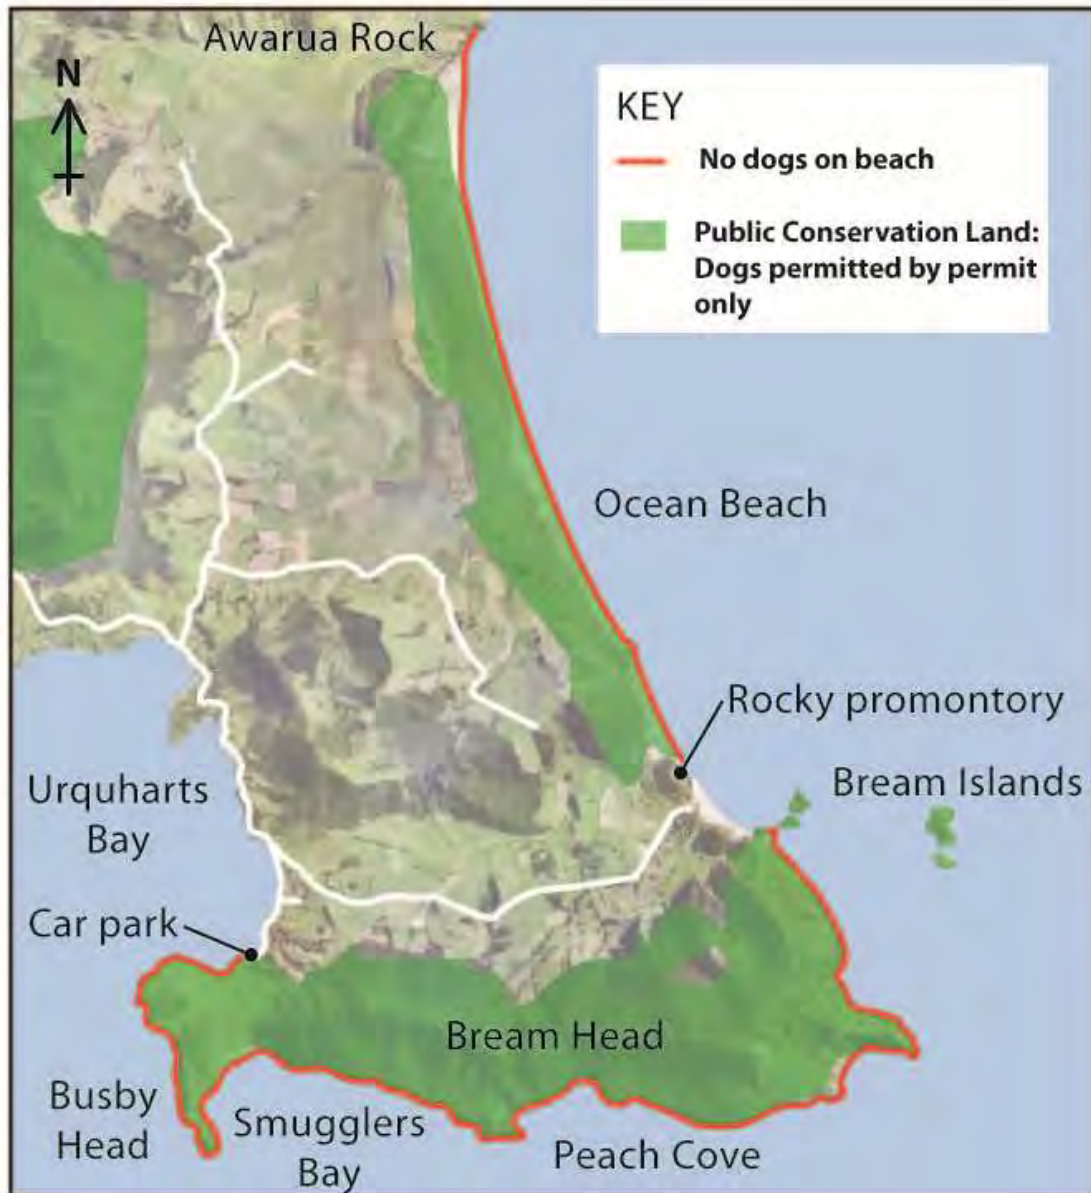 Awarua Rock
N
KEY
No dogs on beach
Public Conservation Land:
Dogs permitted by permit
only
Ocean Beach
Rocky promontory
Bream Islands
Urquharts
Bay
Car park
Bream Head
Busby
Head
Smugglers
Bay
Peach Cove